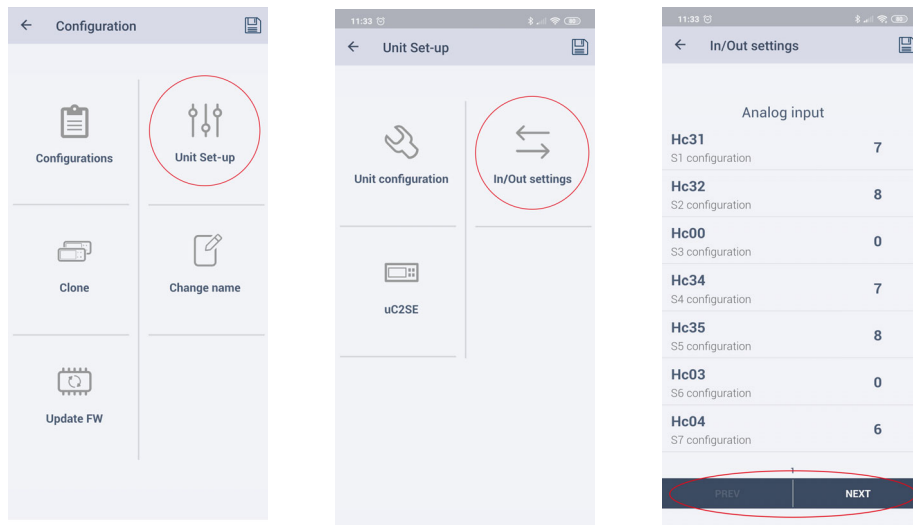 Configuration
Configurations
Unit Set-up
Clone
Change name
Update FW
11:33
Unit Set-up
Unit configuration
In/Out settings
uC2SE
11:33
In/Out settings
Analog input
Hc31
S1 configuration
7
Hc32
S2 configuration
8
Hc00
S3 configuration
0
Hc34
S4 configuration
7
Hc35
S5 configuration
8
Hc03
S6 configuration
0
Hc04
S7 configuration
6
PREV
NEXT